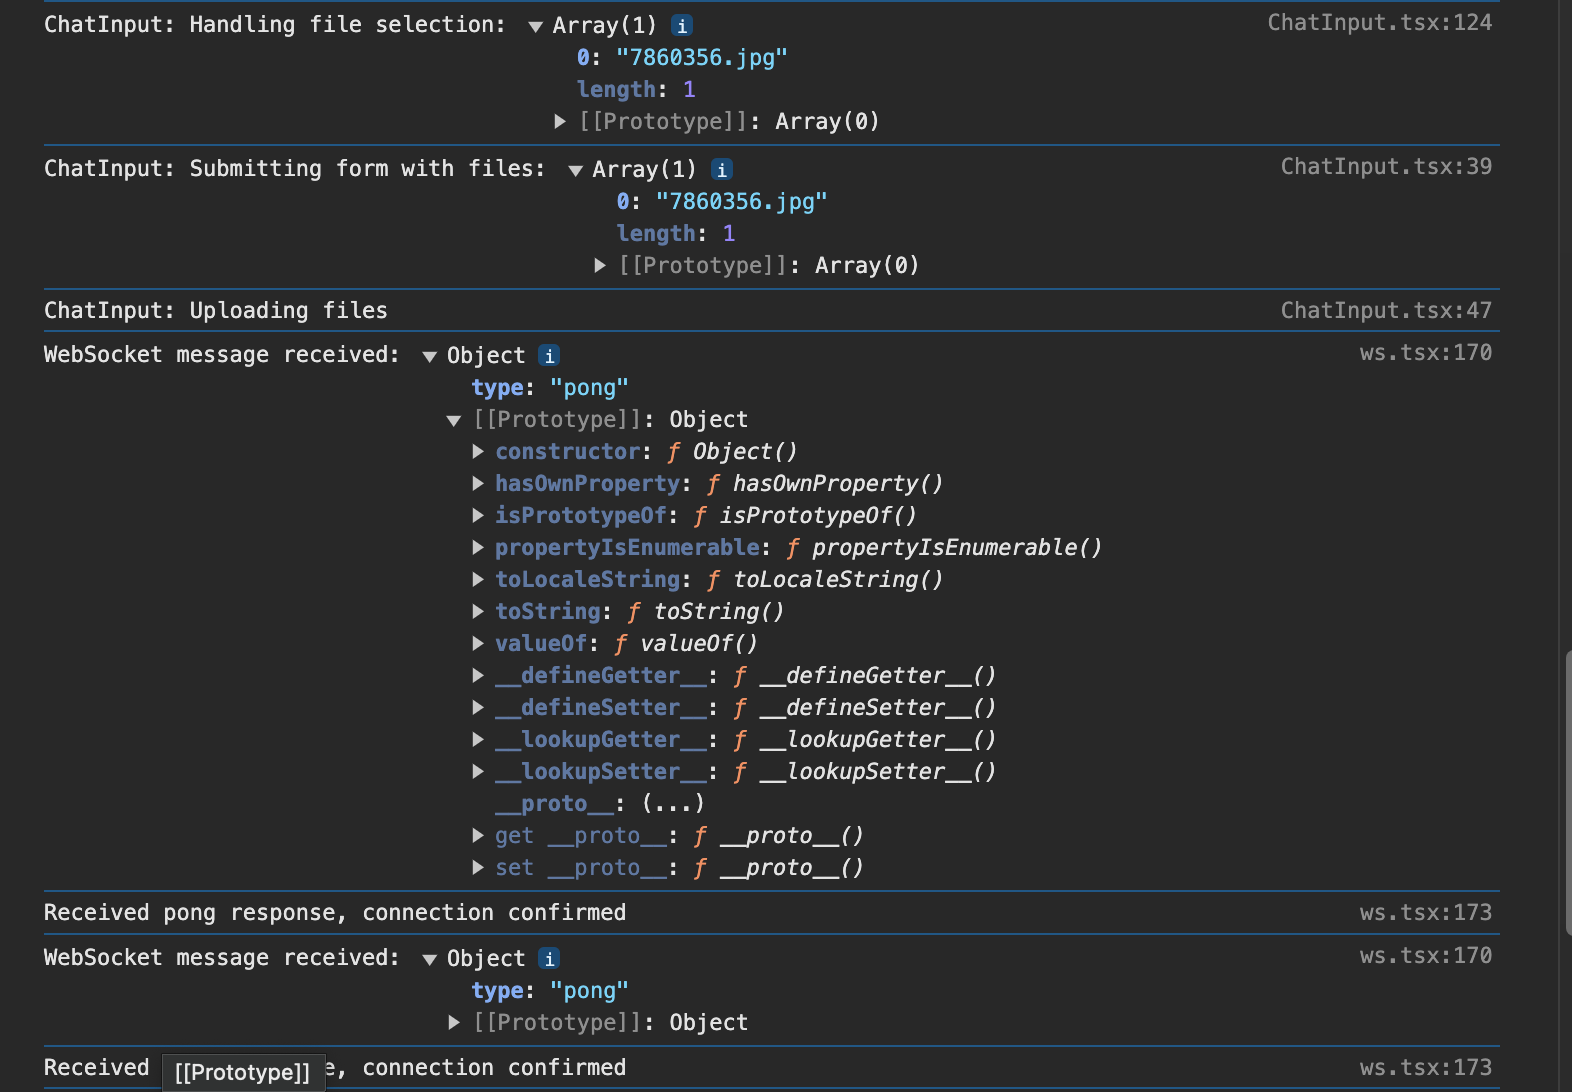 ChatInput: Handling file selection: ▼ Array(1) i ChatInput.tsx:124
0: "7860356.jpg"
length: 1
▶ [[Prototype]]: Array(0)
ChatInput: Submitting form with files: ▼ Array(1) i ChatInput.tsx:39
0: "7860356.jpg"
length: 1
▶ [[Prototype]]: Array(0)
ChatInput: Uploading files ChatInput.tsx:47
WebSocket message received: ▼ Object i ws.tsx:170
type: "pong"
▼ [[Prototype]]: Object
▶ constructor: ƒ Object()
▶ hasOwnProperty: ƒ hasOwnProperty()
▶ isPrototypeOf: ƒ isPrototypeOf()
▶ propertyIsEnumerable: ƒ propertyIsEnumerable()
▶ toLocaleString: ƒ toLocaleString()
▶ toString: ƒ toString()
▶ valueOf: ƒ valueOf()
▶ __defineGetter__: ƒ __defineGetter__()
▶ __defineSetter__: ƒ __defineSetter__()
▶ __lookupGetter__: ƒ __lookupGetter__()
▶ __lookupSetter__: ƒ __lookupSetter__()
__proto__: (...)
▶ get __proto__: ƒ __proto__()
▶ set __proto__: ƒ __proto__()
Received pong response, connection confirmed ws.tsx:173
WebSocket message received: ▼ Object i ws.tsx:170
type: "pong"
▶ [[Prototype]]: Object
Received [[Prototype]] e, connection confirmed ws.tsx:173